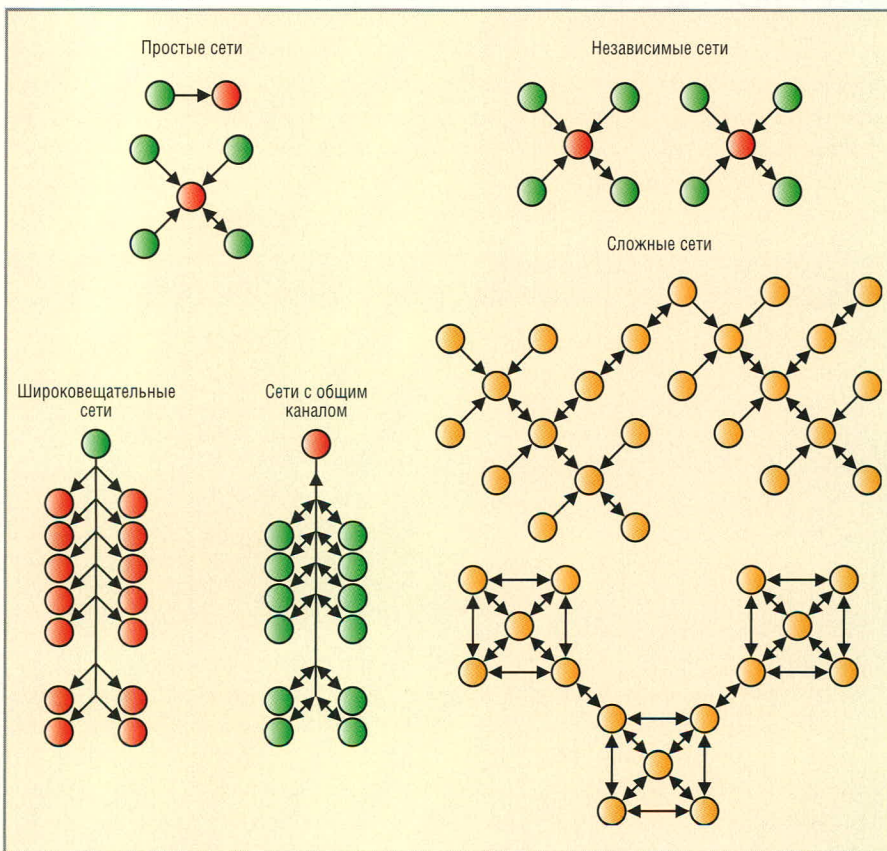 Простые сети
Независимые сети
Сложные сети
Широковещательные
сети
Сети с общим
каналом